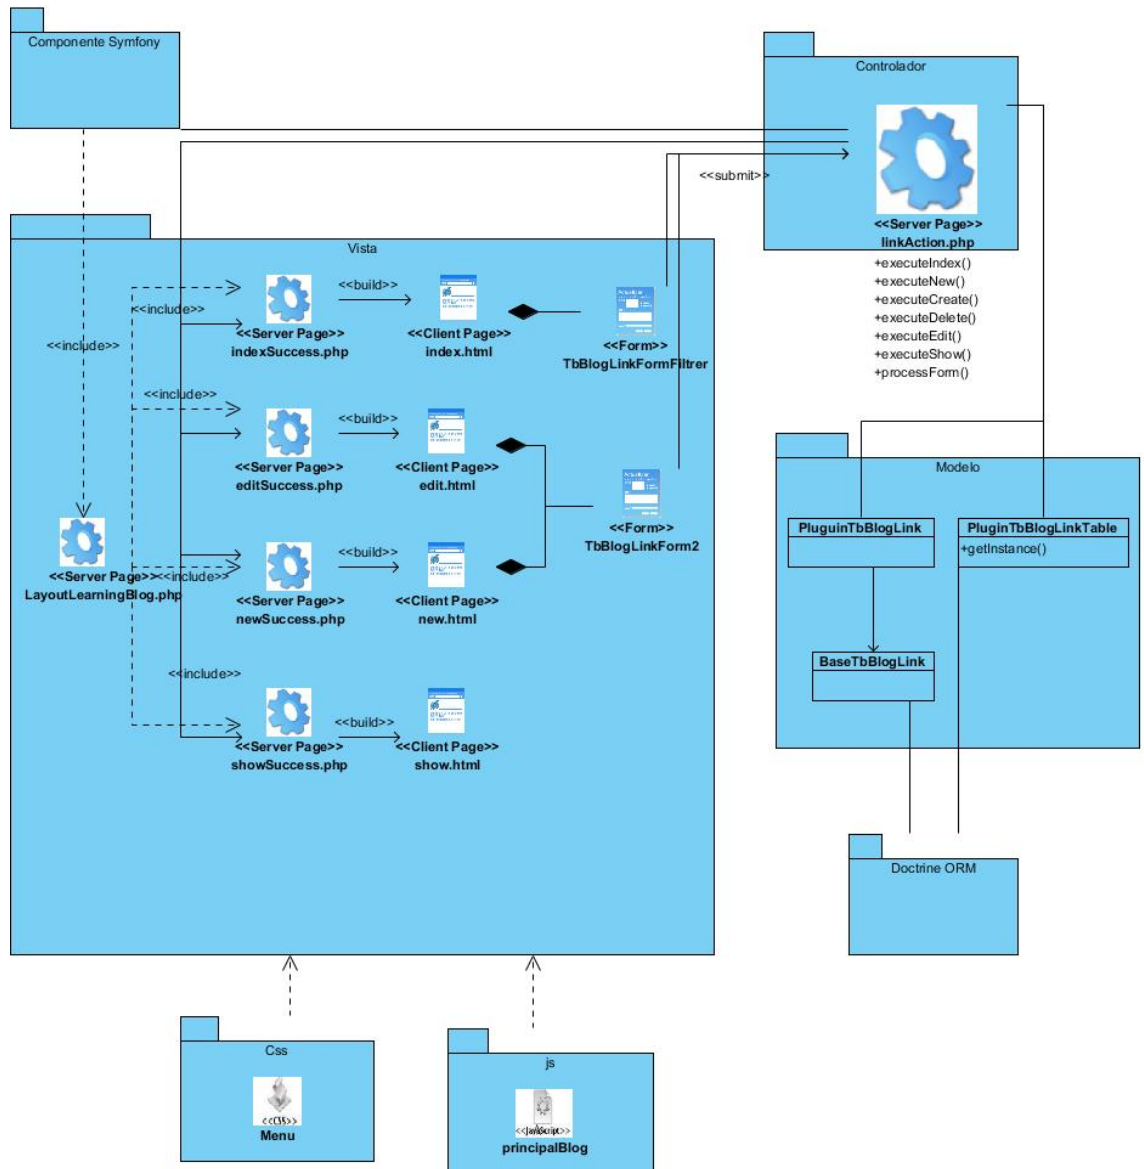 Componente Symfony
Controlador
<<submit>>
<<Server Page>>
linkAction.php
+executeIndex()
+executeNew()
+executeCreate()
+executeDelete()
+executeEdit()
+executeShow()
+processForm()
Vista
<<include>>
<<include>>
<<build>>
<<Server Page>>
indexSuccess.php
<<Client Page>>
index.html
<<Form>>
TbBlogLinkFormFiltrer
<<include>>
<<build>>
<<Server Page>>
editSuccess.php
<<Client Page>>
edit.html
<<Form>>
TbBlogLinkForm2
<<Server Page>>
LayoutLearningBlog.php
<<include>>
<<build>>
<<Server Page>>
newSuccess.php
<<Client Page>>
new.html
<<include>>
<<build>>
<<Server Page>>
showSuccess.php
<<Client Page>>
show.html
Modelo
PluguinTbBlogLink
PluginTbBlogLinkTable
+getInstance()
BaseTbBlogLink
Doctrine ORM
Css
<<CSS>>
Menu
js
<<JavaScript>>
principalBlog